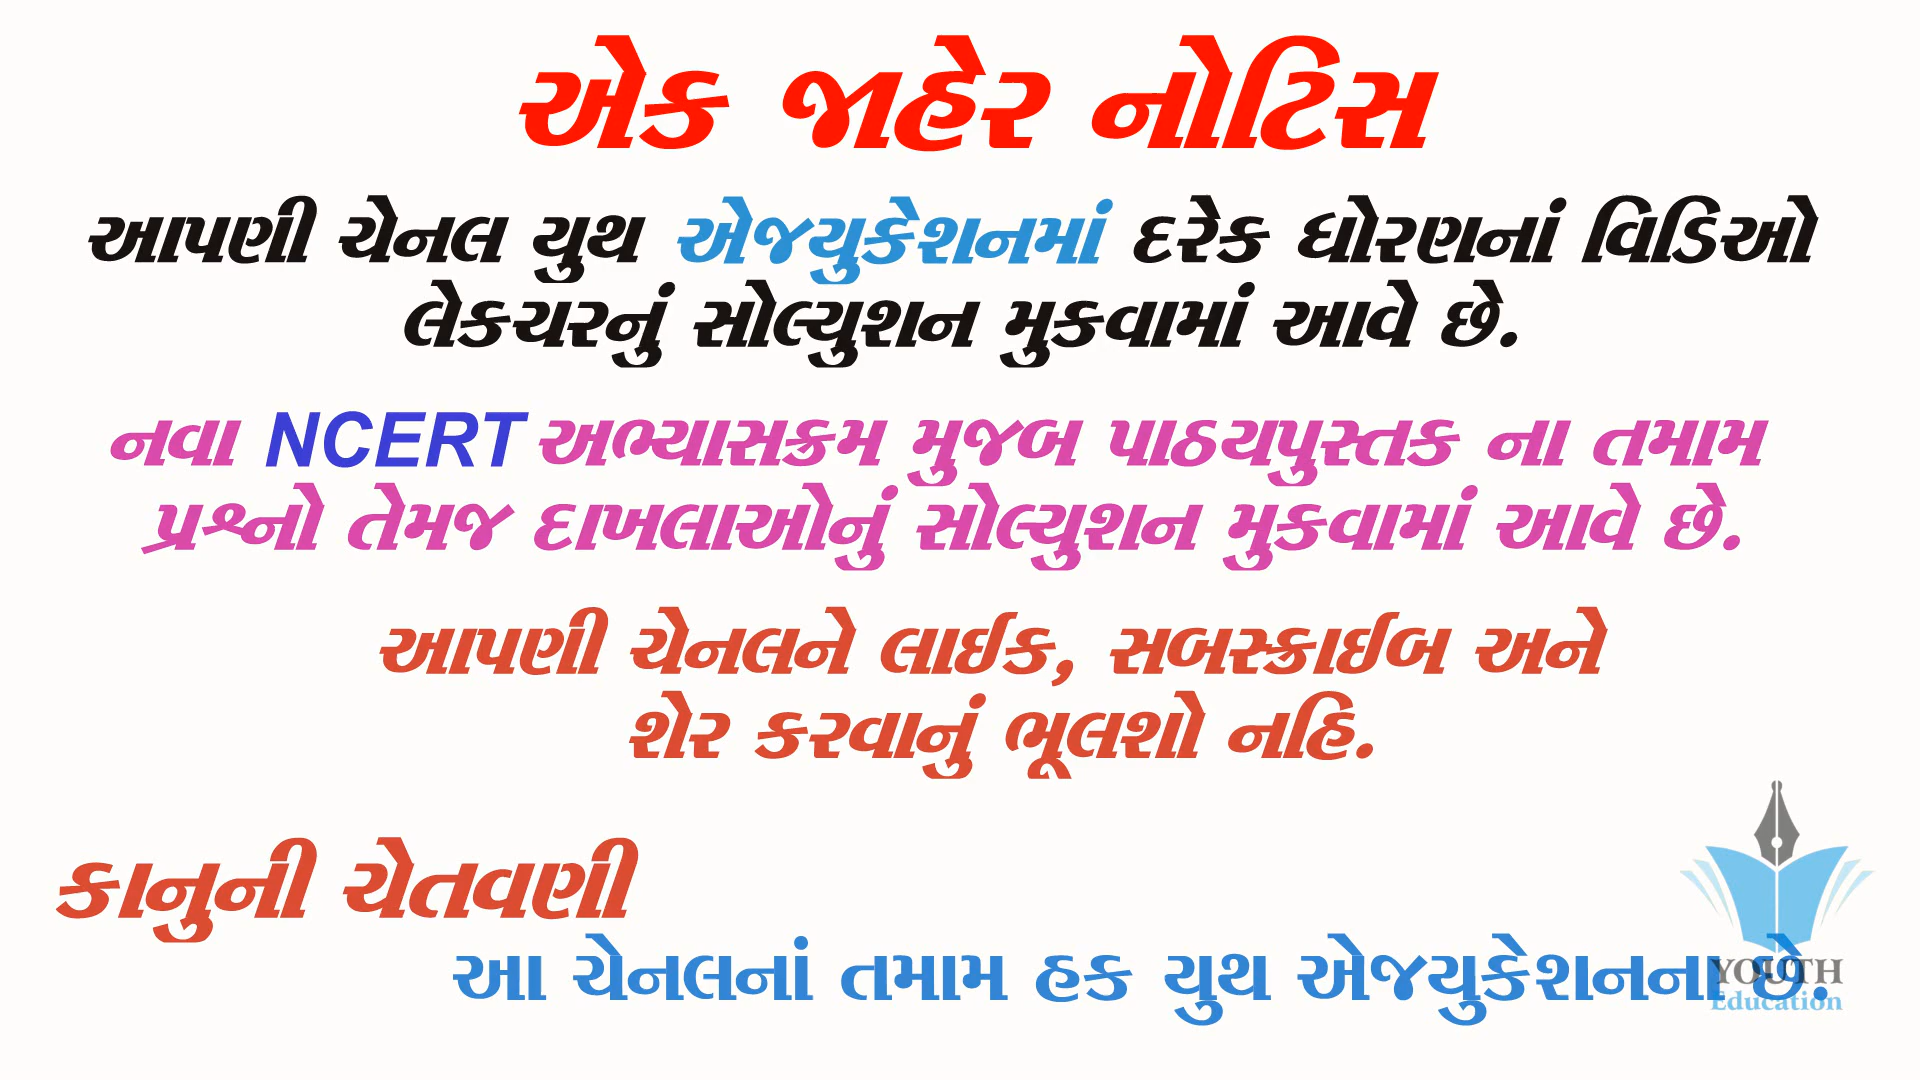 એક જાહેર નોટિસ
આપણી ચેનલ યુથ એજયુકેશનમાં દરેક ધોરણનાં વિડિઓ
લેકચરનું સોલ્યુશન મુકવામાં આવે છે.
નવા NCERT અભ્યાસક્રમ મુજબ પાઠયપુસ્તક ના તમામ
પ્રશ્નો તેમજ દાખલાઓનું સોલ્યુશન મુકવામાં આવે છે.
આપણી ચેનલને લાઈક, સબસ્ક્રાઈબ અને
શેર કરવાનું ભૂલશો નહિ.
કાનુની ચેતવણી
આ ચેનલનાં તમામ હક યુથ એજયુકેશનના છે.
YOUTH
Education